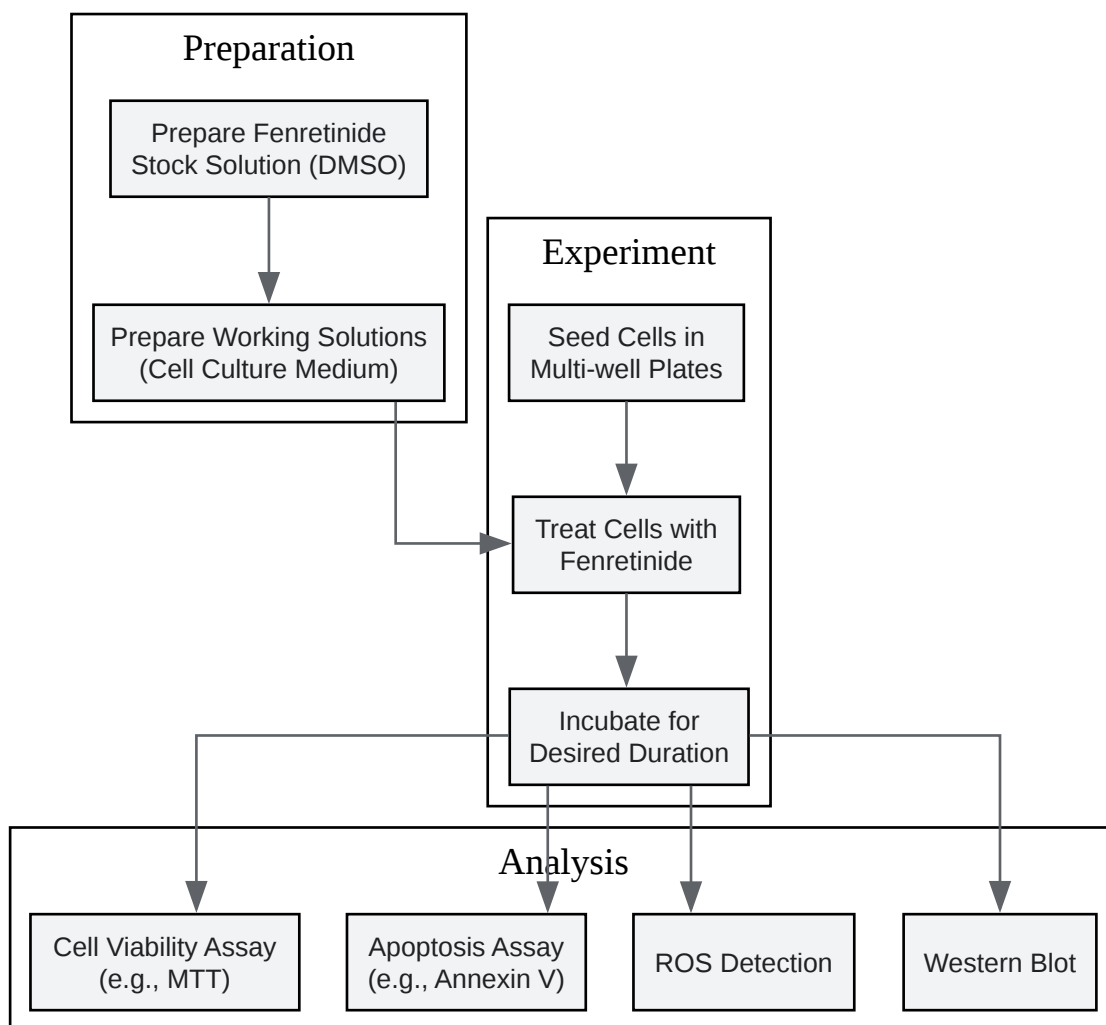 Preparation
Prepare Fenretinide
Stock Solution (DMSO)
Prepare Working Solutions
(Cell Culture Medium)
Experiment
Seed Cells in
Multi-well Plates
Treat Cells with
Fenretinide
Incubate for
Desired Duration
Analysis
Cell Viability Assay
(e.g., MTT)
Apoptosis Assay
(e.g., Annexin V)
ROS Detection
Western Blot